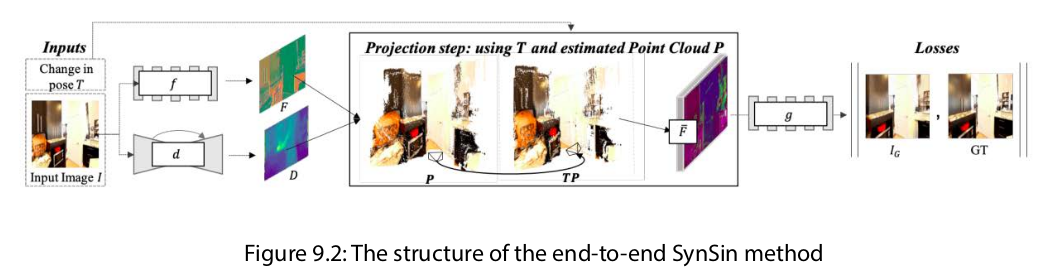 Inputs
Projection step: using T and estimated Point Cloud P
Losses
Change in
pose T
f
F
d
D
Input Image I
P
TP
F̄
g
,
I_G
GT
Figure 9.2: The structure of the end-to-end SynSin method